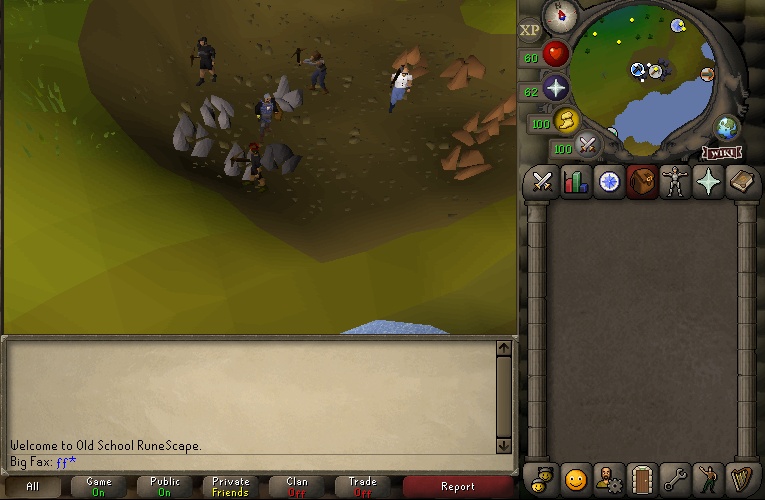 XP
60
62
100
100
WIKI
Welcome to Old School RuneScape.
Big Fax: ff*
All
Game
On
Public
On
Private
Friends
Clan
Off
Trade
Off
Report